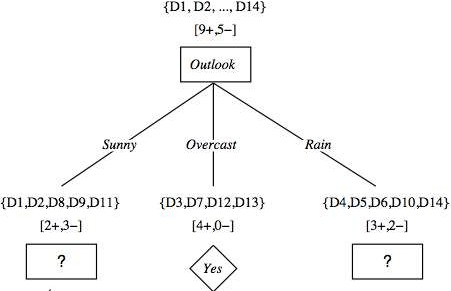 {D1, D2, ..., D14}
[9+,5−]
Outlook
Sunny Overcast Rain
{D1,D2,D8,D9,D11} {D3,D7,D12,D13} {D4,D5,D6,D10,D14}
[2+,3−] [4+,0−] [3+,2−]
? Yes ?